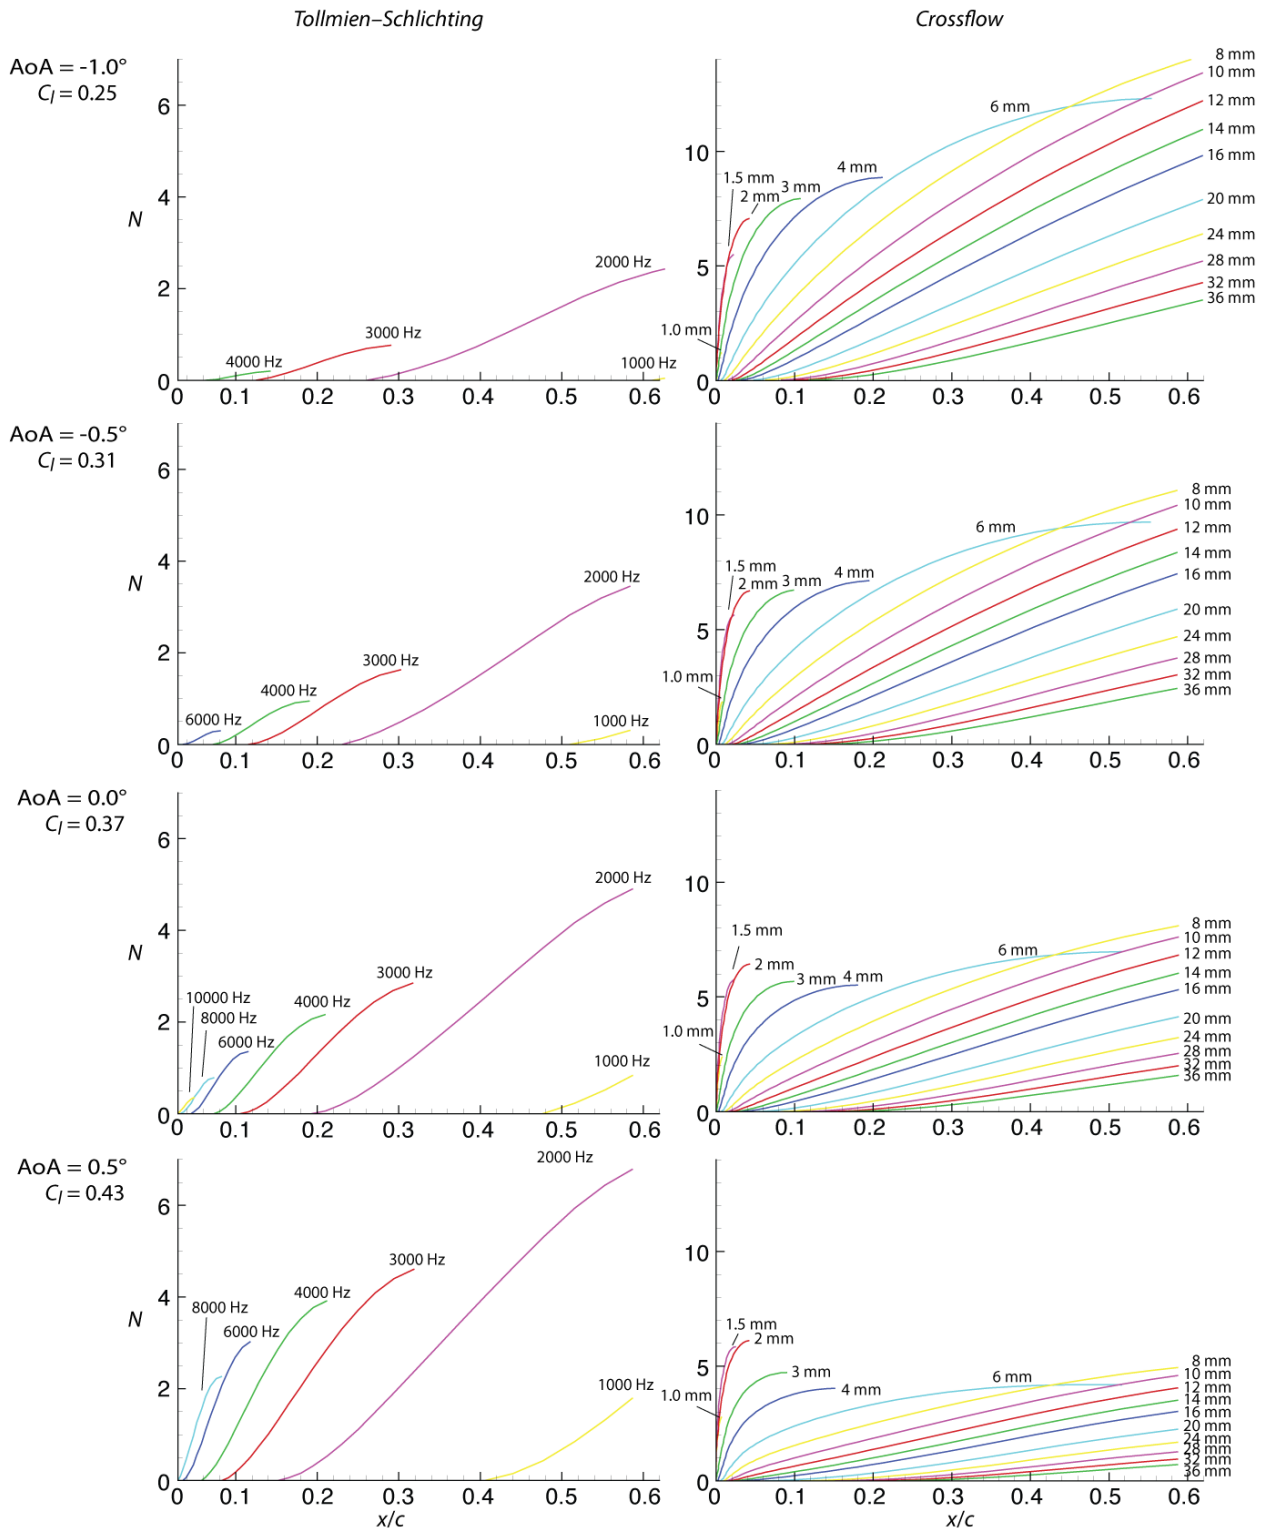 Tollmien–Schlichting
Crossflow
AoA = -1.0°
Cl = 0.25
N
6
4
2
0
4000 Hz
3000 Hz
2000 Hz
1000 Hz
0 0.1 0.2 0.3 0.4 0.5 0.6
10
5
0
1.0 mm
1.5 mm
2 mm
3 mm
4 mm
6 mm
8 mm
10 mm
12 mm
14 mm
16 mm
20 mm
24 mm
28 mm
32 mm
36 mm
0 0.1 0.2 0.3 0.4 0.5 0.6
AoA = -0.5°
Cl = 0.31
N
6
4
2
0
6000 Hz
4000 Hz
3000 Hz
2000 Hz
1000 Hz
0 0.1 0.2 0.3 0.4 0.5 0.6
10
5
0
1.0 mm
1.5 mm
2 mm
3 mm
4 mm
6 mm
8 mm
10 mm
12 mm
14 mm
16 mm
20 mm
24 mm
28 mm
32 mm
36 mm
0 0.1 0.2 0.3 0.4 0.5 0.6
AoA = 0.0°
Cl = 0.37
N
6
4
2
0
10000 Hz
8000 Hz
6000 Hz
4000 Hz
3000 Hz
2000 Hz
1000 Hz
0 0.1 0.2 0.3 0.4 0.5 0.6
10
5
0
1.0 mm
1.5 mm
2 mm
3 mm
4 mm
6 mm
8 mm
10 mm
12 mm
14 mm
16 mm
20 mm
24 mm
28 mm
32 mm
36 mm
0 0.1 0.2 0.3 0.4 0.5 0.6
AoA = 0.5°
Cl = 0.43
N
6
4
2
0
8000 Hz
6000 Hz
4000 Hz
3000 Hz
2000 Hz
1000 Hz
0 0.1 0.2 0.3 0.4 0.5 0.6
x/c
10
5
0
1.0 mm
1.5 mm
2 mm
3 mm
4 mm
6 mm
8 mm
10 mm
12 mm
14 mm
16 mm
20 mm
24 mm
28 mm
32 mm
36 mm
0 0.1 0.2 0.3 0.4 0.5 0.6
x/c